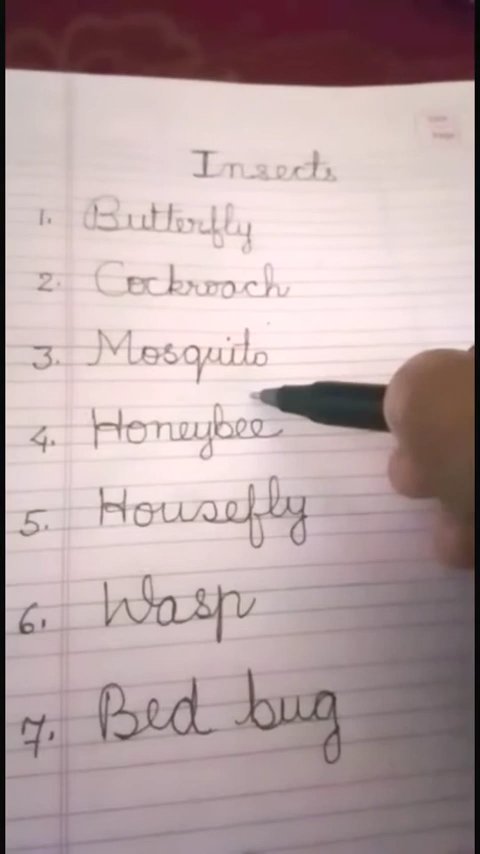 Insects
1. Butterfly
2. Cockroach
3. Mosquito
4. Honeybee
5. Housefly
6. Wasp
7. Bed bug